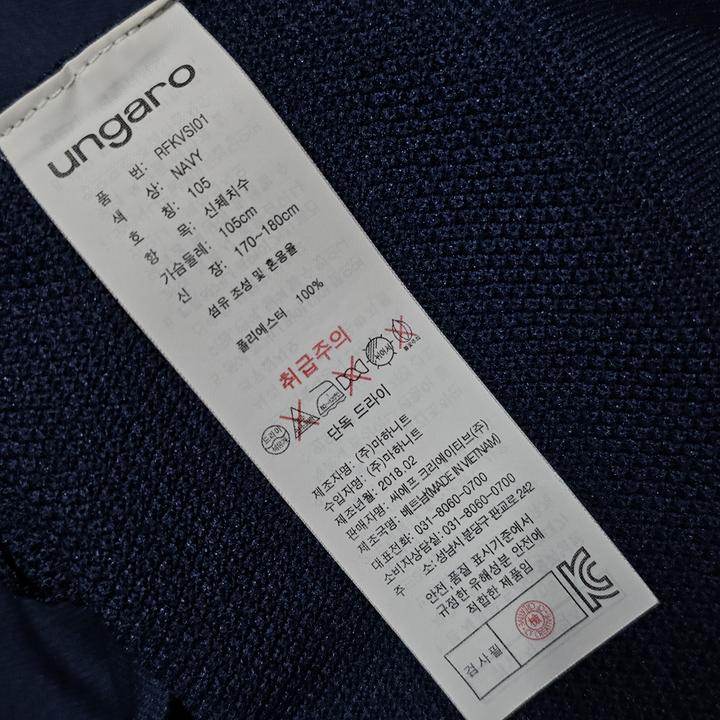 ungaro
품 번: RFKVSI01
색 상: NAVY
호 칭: 105
항 목: 신체치수
가슴둘레: 105cm
신 장: 170~180cm
섬유 조성 및 혼용율
폴리에스터 100%
취급주의
드라이
단독 드라이
제조자명: (주)마하니트
수입자명: (주)마하니트
제조년월: 2018.02
판매자명: 씨에프 크리에이티브(주)
제조국명: 베트남(MADE IN VIETNAM)
대표전화: 031-8060-0700
소비자상담실: 031-8060-0700
주 소: 성남시 분당구 판교로 242
안전,품질 표시기준에서
규정한 유해성분 안전에
적합한 제품임
검사필
檢